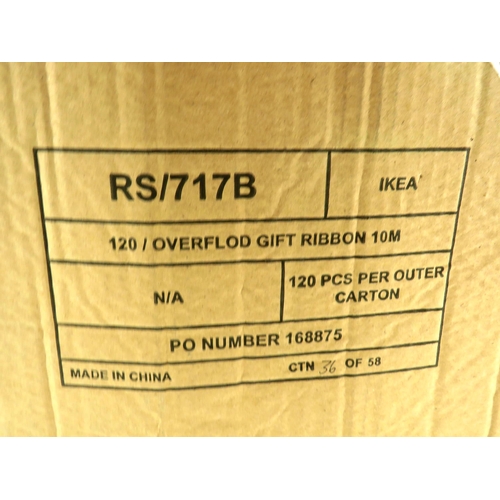 RS/717B IKEA
120 / OVERFLOD GIFT RIBBON 10M
N/A 120 PCS PER OUTER
CARTON
PO NUMBER 168875
MADE IN CHINA CTN 36 OF 58